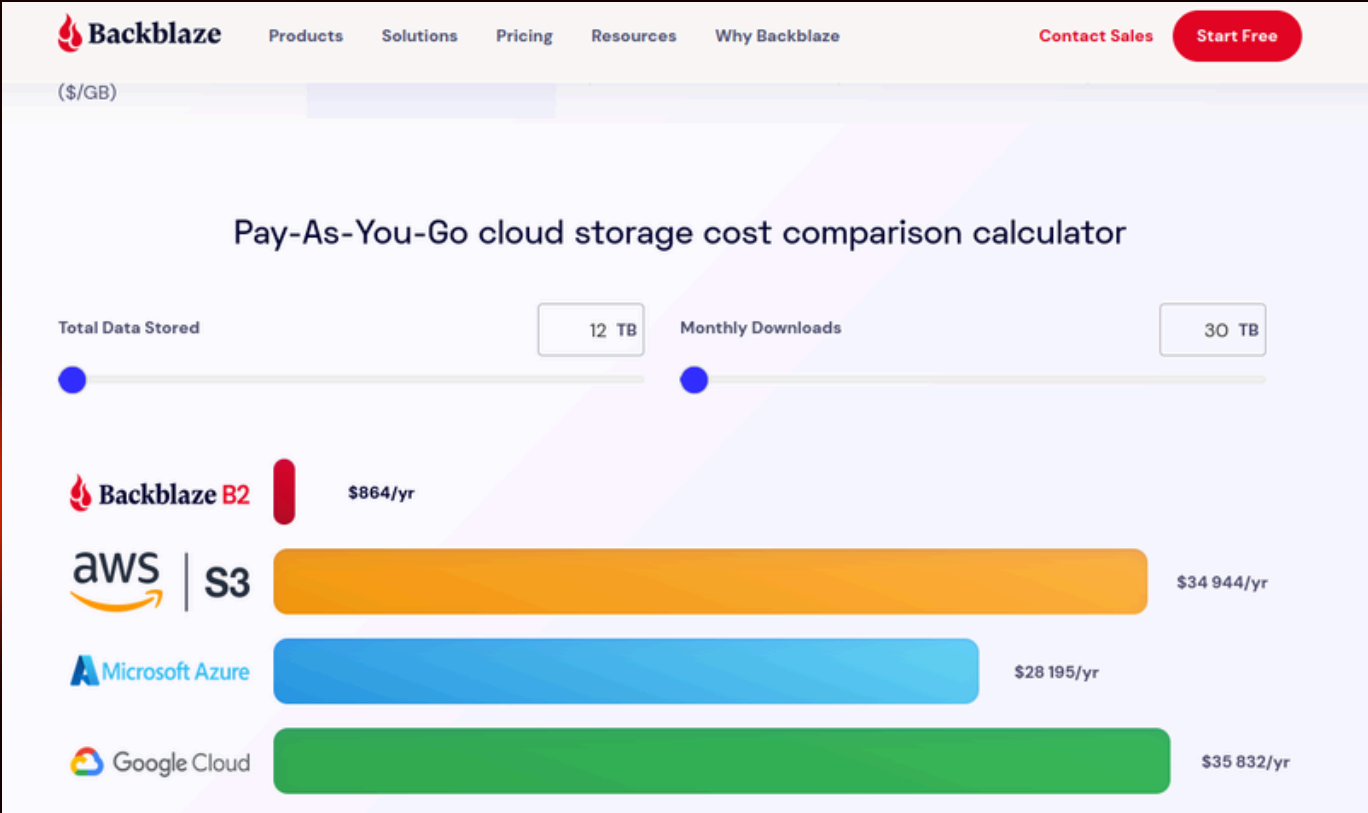 Backblaze Products Solutions Pricing Resources Why Backblaze Contact Sales Start Free
($/GB)
Pay-As-You-Go cloud storage cost comparison calculator
Total Data Stored 12 TB Monthly Downloads 30 TB
Backblaze B2 $864/yr
aws S3 $34 944/yr
Microsoft Azure $28 195/yr
Google Cloud $35 832/yr